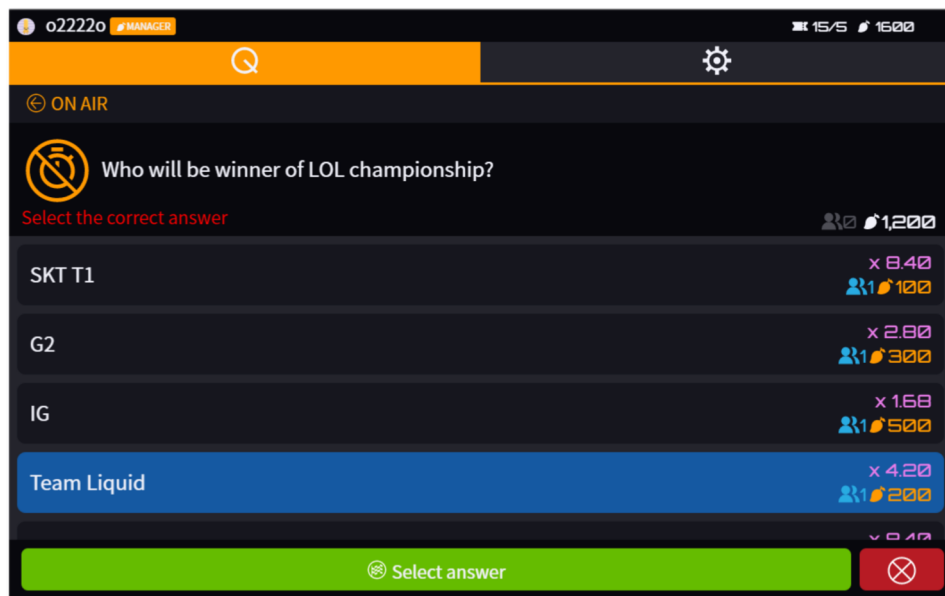 o2222o MANAGER 15/5 1600
ON AIR
Who will be winner of LOL championship?
Select the correct answer
0 1,200
SKT T1
x 8.40
1 100
G2
x 2.80
1 300
IG
x 1.68
1 500
Team Liquid
x 4.20
1 200
x 8.40
Select answer